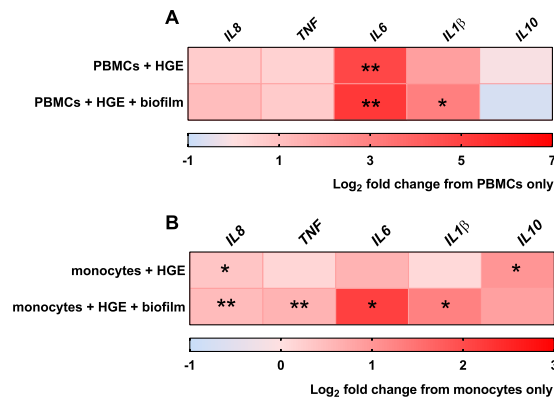 A
IL8 TNF IL6 IL1β IL10
PBMCs + HGE **
PBMCs + HGE + biofilm ** *
-1 1 3 5 7
Log2 fold change from PBMCs only
B
IL8 TNF IL6 IL1β IL10
monocytes + HGE * *
monocytes + HGE + biofilm ** ** * *
-1 0 1 2 3
Log2 fold change from monocytes only